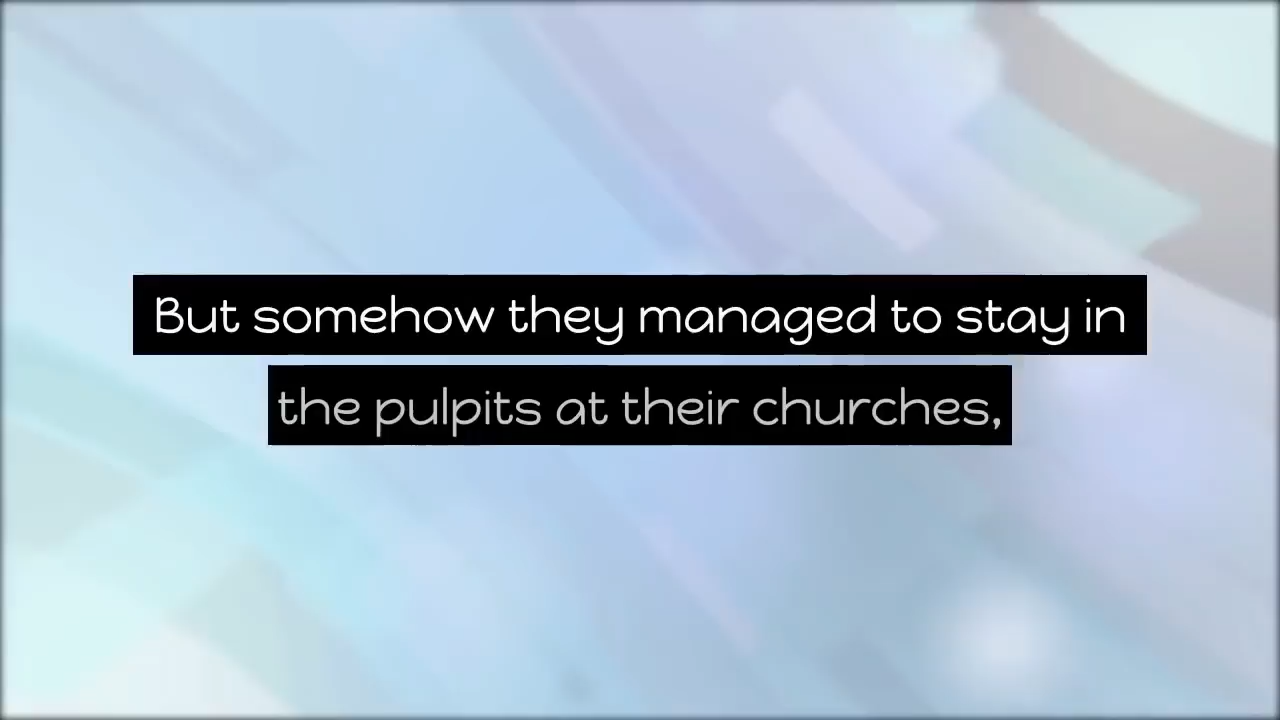 But somehow they managed to stay in
the pulpits at their churches,